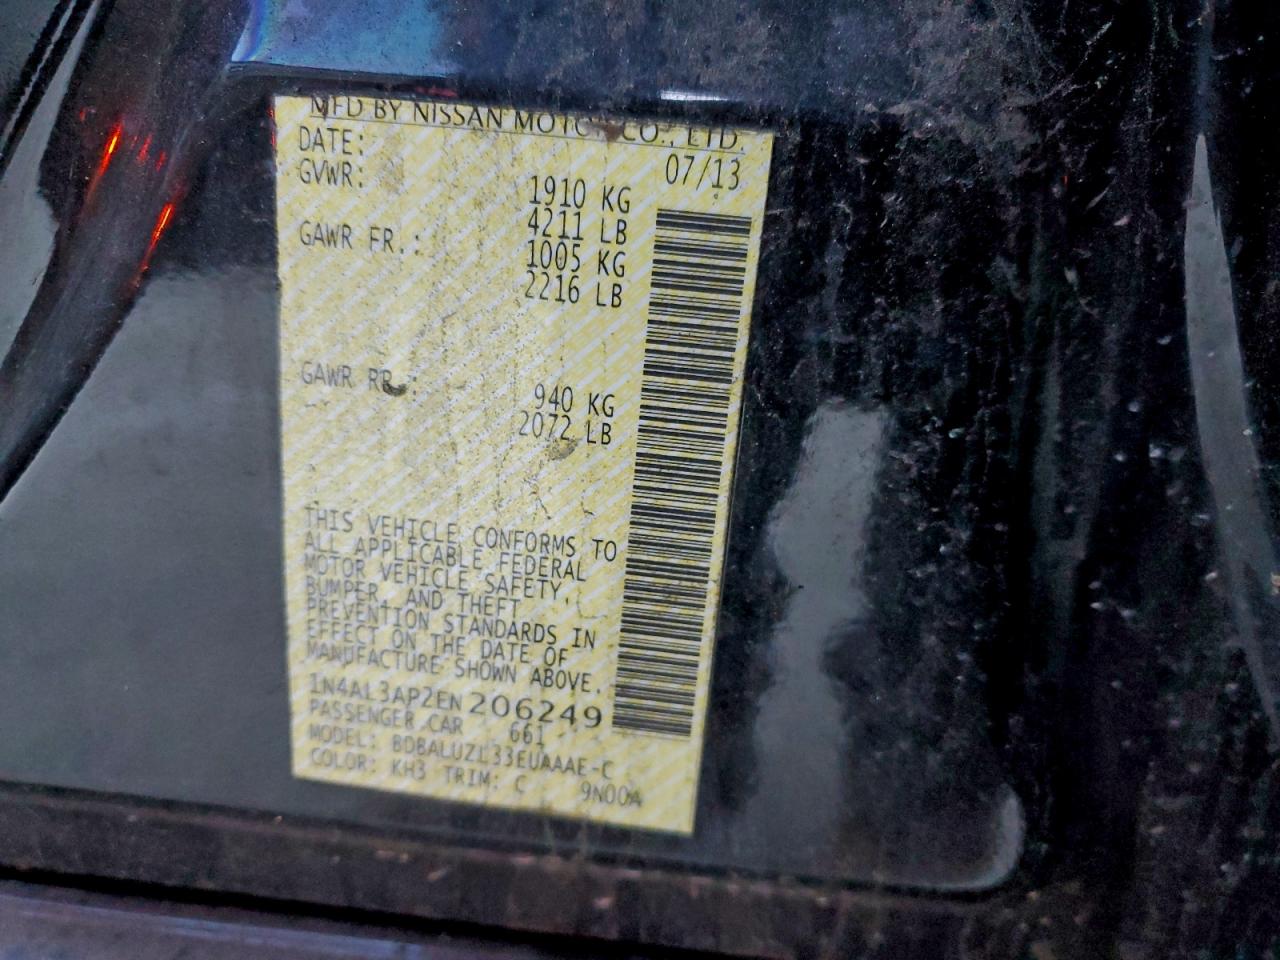 MFD BY NISSAN MOTOR CO., LTD.
DATE: 07/13
GVWR: 1910 KG
4211 LB
GAWR FR.: 1005 KG
2216 LB
GAWR RR.: 940 KG
2072 LB
THIS VEHICLE CONFORMS TO
ALL APPLICABLE FEDERAL
MOTOR VEHICLE SAFETY,
BUMPER, AND THEFT
PREVENTION STANDARDS IN
EFFECT ON THE DATE OF
MANUFACTURE SHOWN ABOVE.
1N4AL3AP2EN206249
PASSENGER CAR 661
MODEL: BDBALUZL33EUAAAE-C
COLOR: KH3 TRIM: C 9N00A